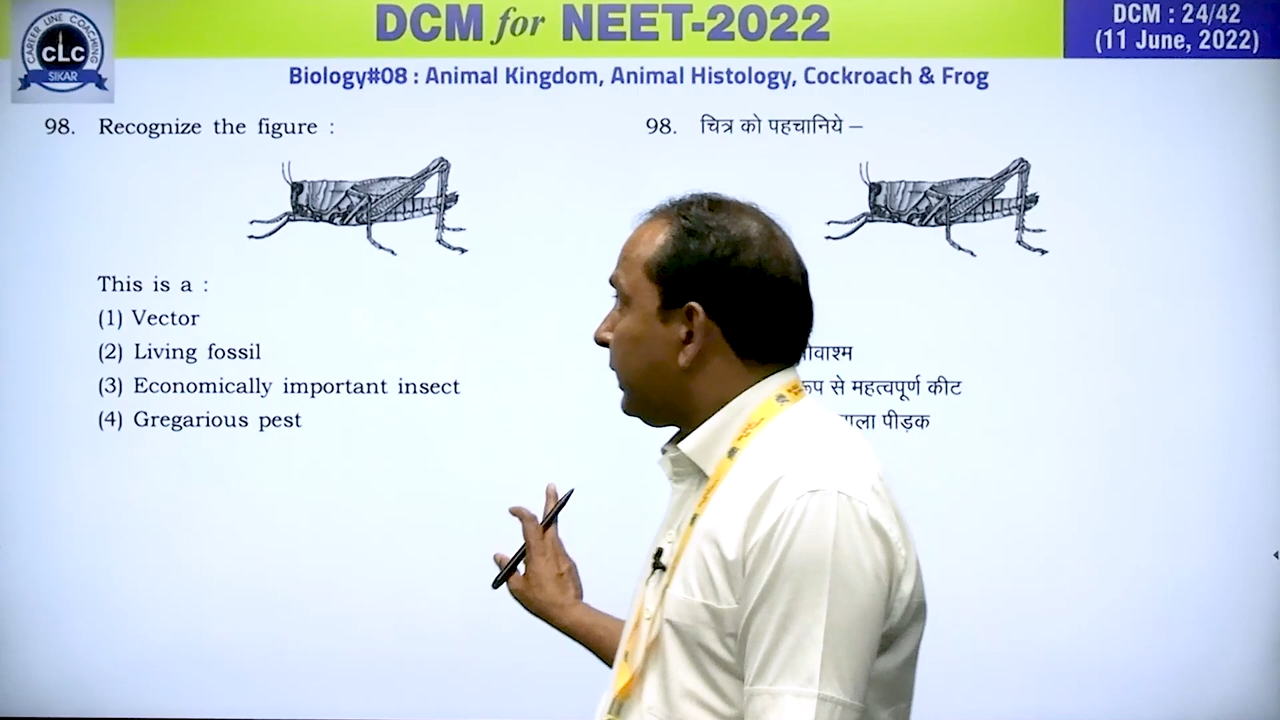 DCM for NEET-2022
DCM : 24/42
(11 June, 2022)
CAREER LINE COACHING
CLC
SIKAR
Biology#08 : Animal Kingdom, Animal Histology, Cockroach & Frog
98. Recognize the figure :
This is a :
(1) Vector
(2) Living fossil
(3) Economically important insect
(4) Gregarious pest
98. चित्र को पहचानिये –
से महत्वपूर्ण कीट
पीड़क